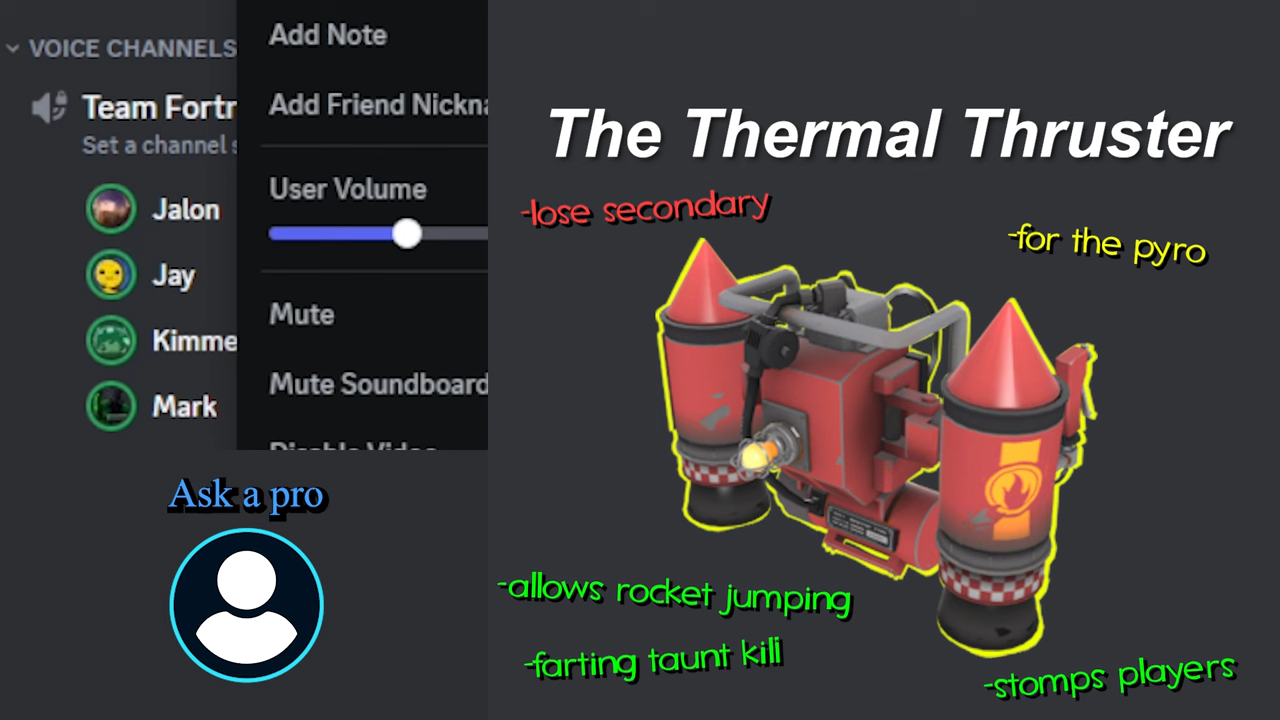 VOICE CHANNELS
Team Fortr
Set a channel s
Jalon
Jay
Kimme
Mark
Add Note
Add Friend Nickna
User Volume
Mute
Mute Soundboard
Disable Video
Ask a pro
The Thermal Thruster
-lose secondary
-for the pyro
-allows rocket jumping
-farting taunt kill
-stomps players